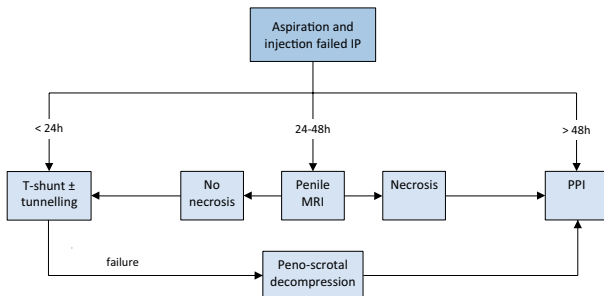 Aspiration and
injection failed IP
< 24h
24-48h
> 48h
T-shunt ±
tunnelling
No
necrosis
Penile
MRI
Necrosis
PPI
failure
Peno-scrotal
decompression